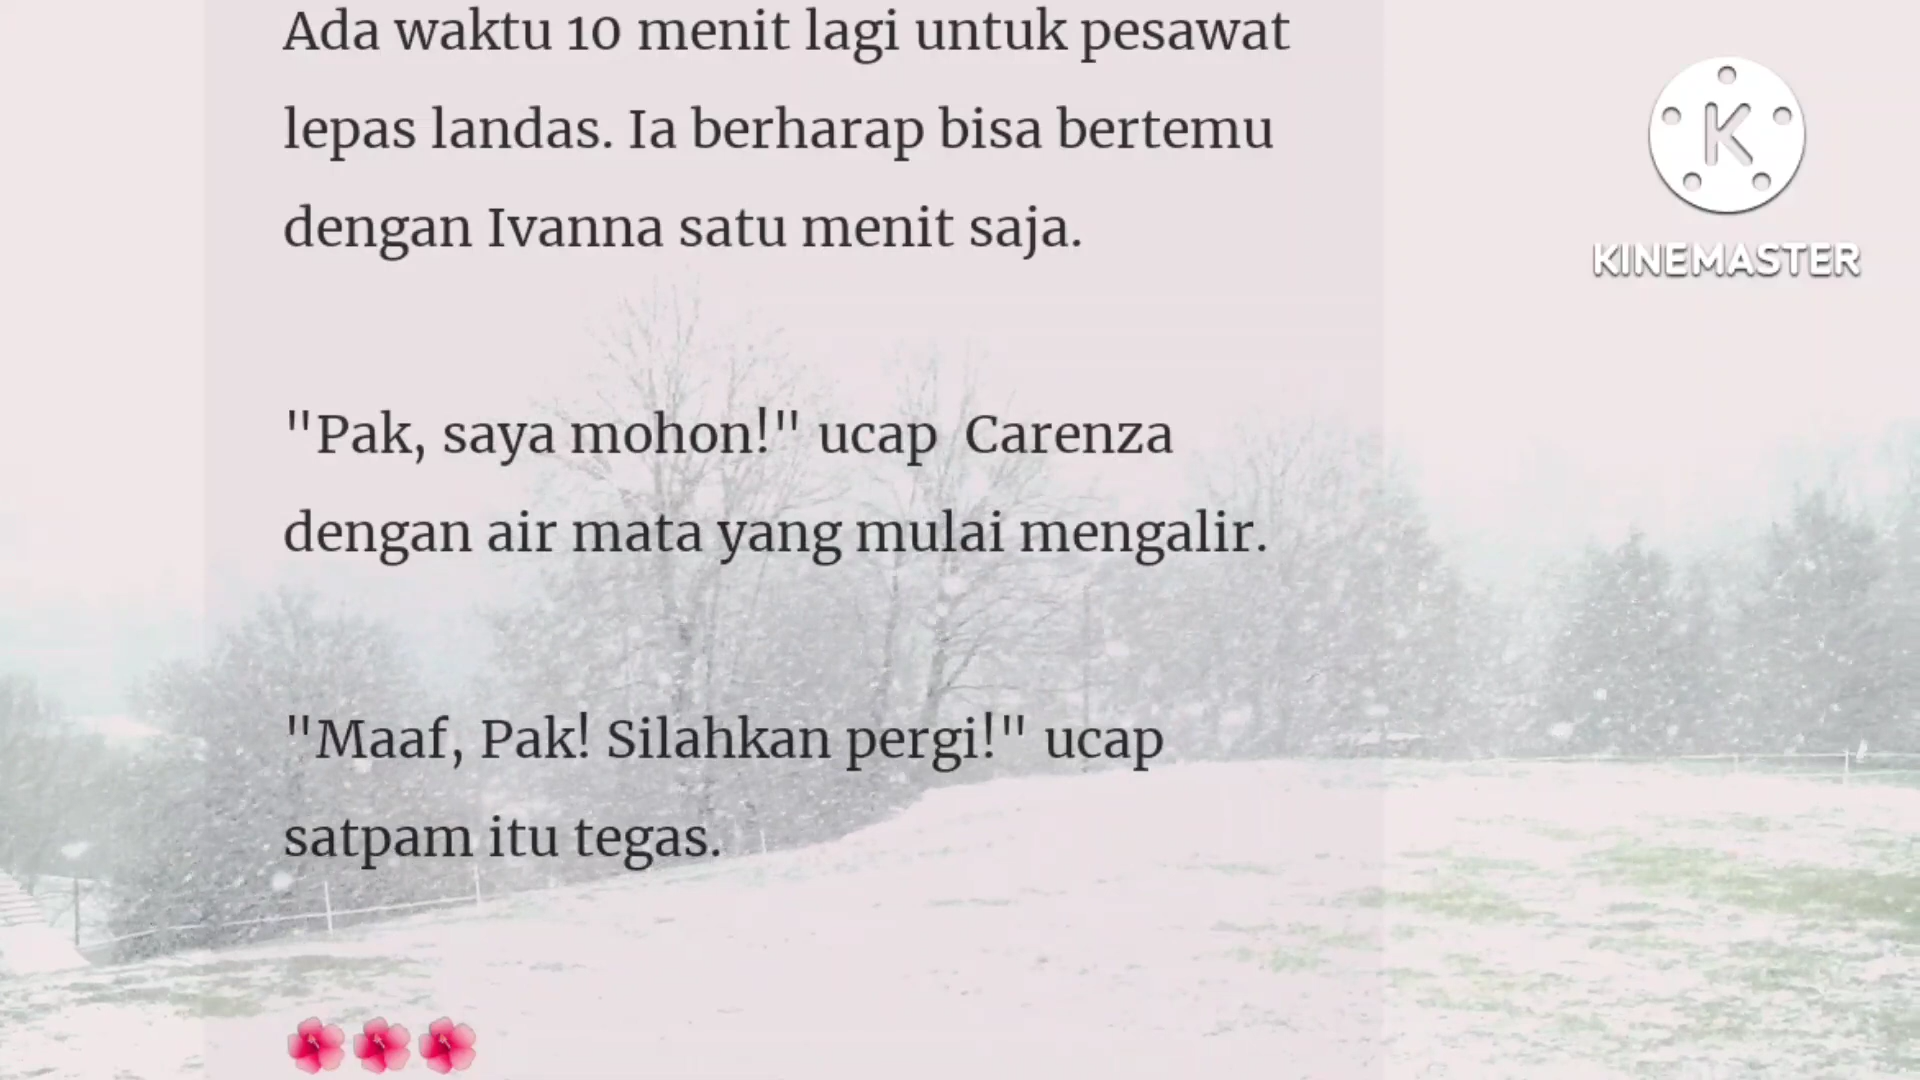 Ada waktu 10 menit lagi untuk pesawat
lepas landas. Ia berharap bisa bertemu
dengan Ivanna satu menit saja.
"Pak, saya mohon!" ucap  Carenza
dengan air mata yang mulai mengalir.
"Maaf, Pak! Silahkan pergi!" ucap
satpam itu tegas.
🌺🌺🌺
K
KINEMASTER